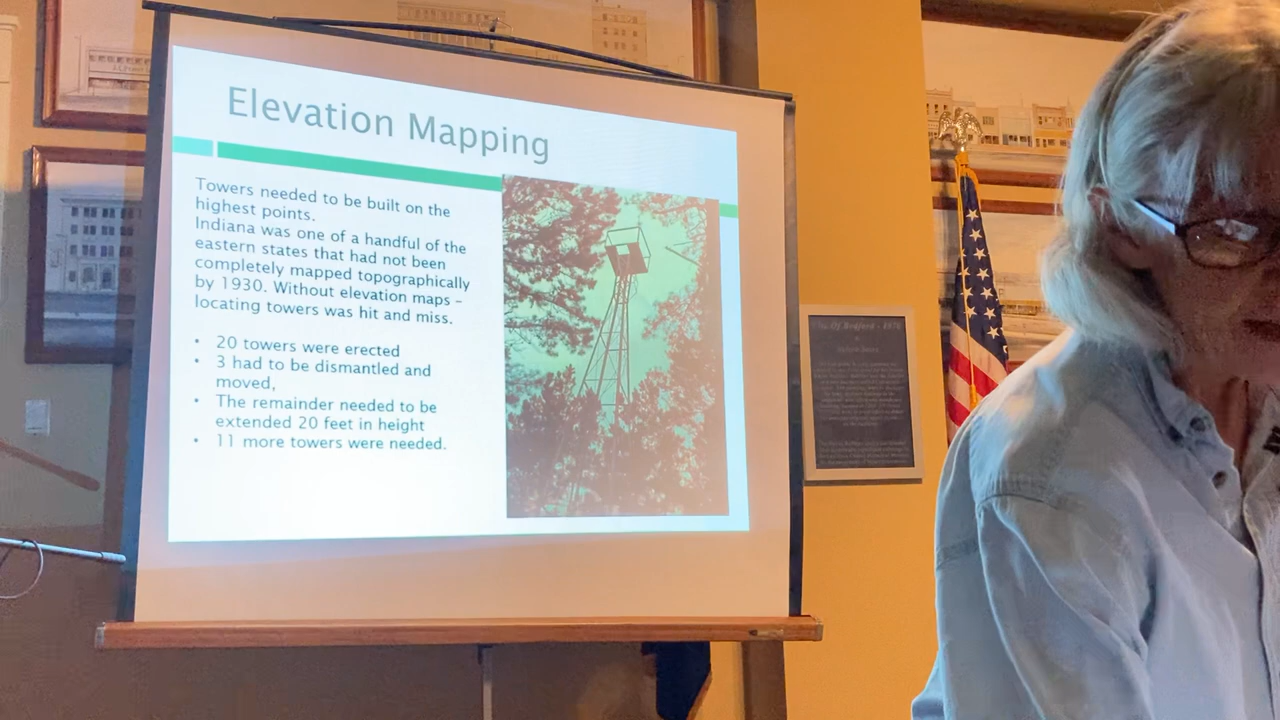 Elevation Mapping
Towers needed to be built on the
highest points.
Indiana was one of a handful of the
eastern states that had not been
completely mapped topographically
by 1930. Without elevation maps –
locating towers was hit and miss.
• 20 towers were erected
• 3 had to be dismantled and
moved,
• The remainder needed to be
extended 20 feet in height
• 11 more towers were needed.